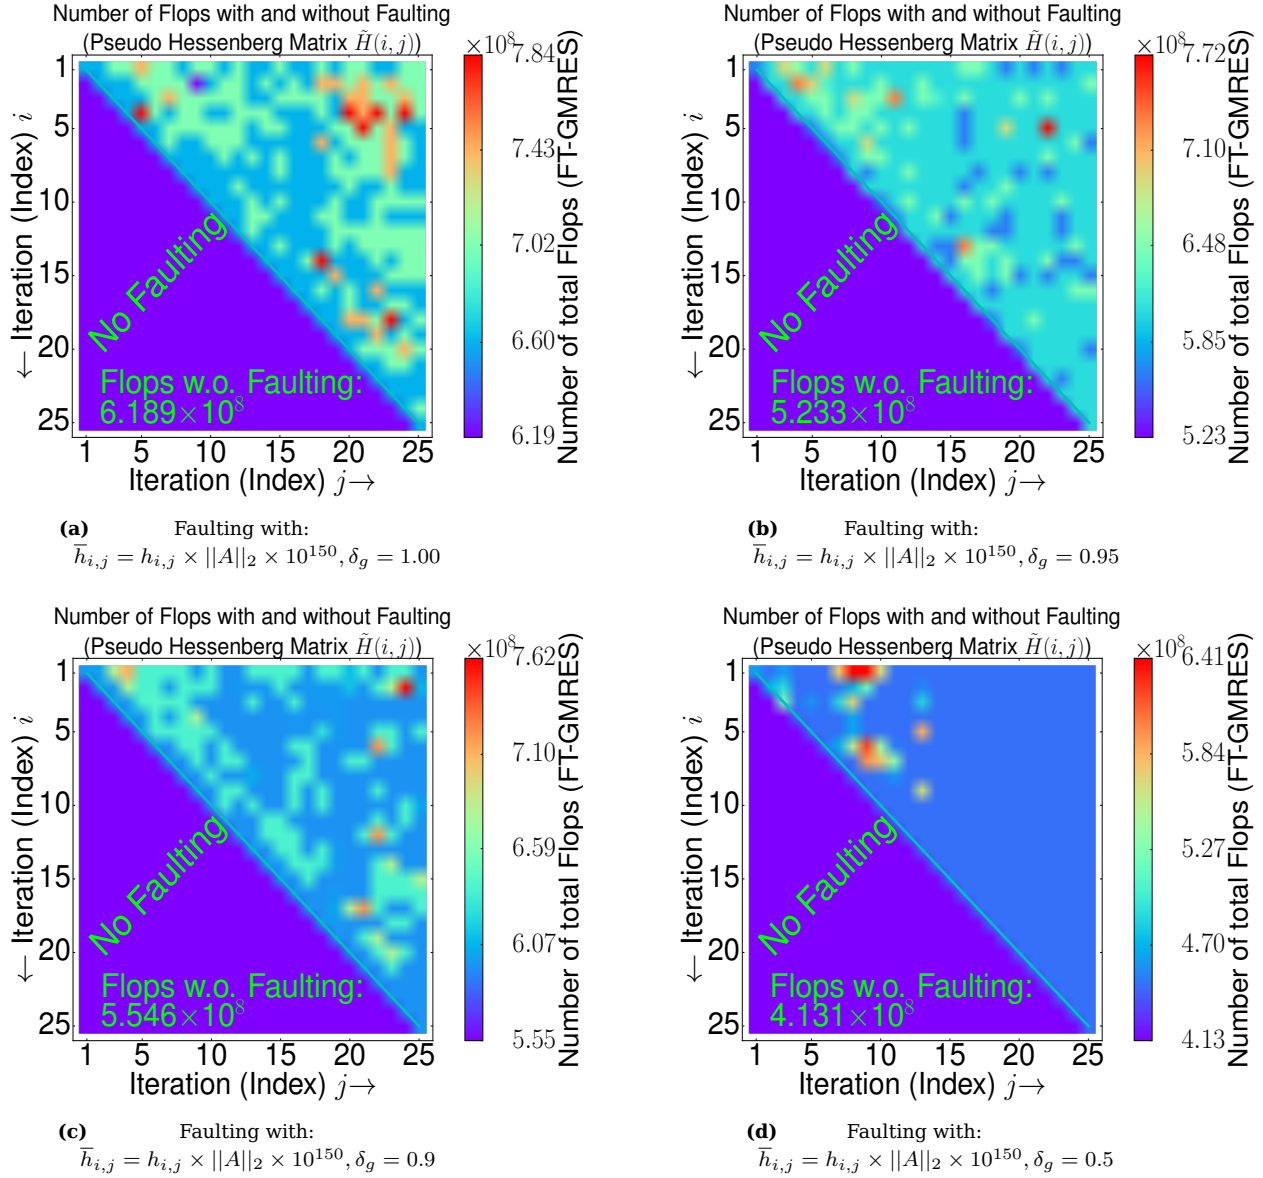 Number of Flops with and without Faulting
(Pseudo Hessenberg Matrix H̃(i, j))
×10⁸
7.84
7.43
7.02
6.60
6.19
Number of total Flops (FT-GMRES)
← Iteration (Index) i
1
5
10
15
20
25
No Faulting
Flops w.o. Faulting:
6.189×10⁸
1 5 10 15 20 25
Iteration (Index) j→
(a) Faulting with:
h̅ᵢ,ⱼ = hᵢ,ⱼ × ||A||₂ × 10¹⁵⁰, δg = 1.00
Number of Flops with and without Faulting
(Pseudo Hessenberg Matrix H̃(i, j))
×10⁸
7.72
7.10
6.48
5.85
5.23
Number of total Flops (FT-GMRES)
← Iteration (Index) i
1
5
10
15
20
25
No Faulting
Flops w.o. Faulting:
5.233×10⁸
1 5 10 15 20 25
Iteration (Index) j→
(b) Faulting with:
h̅ᵢ,ⱼ = hᵢ,ⱼ × ||A||₂ × 10¹⁵⁰, δg = 0.95
Number of Flops with and without Faulting
(Pseudo Hessenberg Matrix H̃(i, j))
×10⁸
7.62
7.10
6.59
6.07
5.55
Number of total Flops (FT-GMRES)
← Iteration (Index) i
1
5
10
15
20
25
No Faulting
Flops w.o. Faulting:
5.546×10⁸
1 5 10 15 20 25
Iteration (Index) j→
(c) Faulting with:
h̅ᵢ,ⱼ = hᵢ,ⱼ × ||A||₂ × 10¹⁵⁰, δg = 0.9
Number of Flops with and without Faulting
(Pseudo Hessenberg Matrix H̃(i, j))
×10⁸
6.41
5.84
5.27
4.70
4.13
Number of total Flops (FT-GMRES)
← Iteration (Index) i
1
5
10
15
20
25
No Faulting
Flops w.o. Faulting:
4.131×10⁸
1 5 10 15 20 25
Iteration (Index) j→
(d) Faulting with:
h̅ᵢ,ⱼ = hᵢ,ⱼ × ||A||₂ × 10¹⁵⁰, δg = 0.5